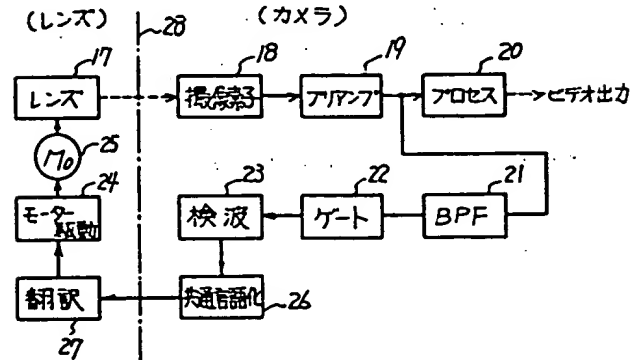 (レンズ)
28
(カメラ)
17
レンズ
18
撮像素子
19
プリアンプ
20
プロセス
ビデオ出力
Mo
25
24
モーター
駆動
23
検波
22
ゲート
21
BPF
翻訳
27
共通言語化
26